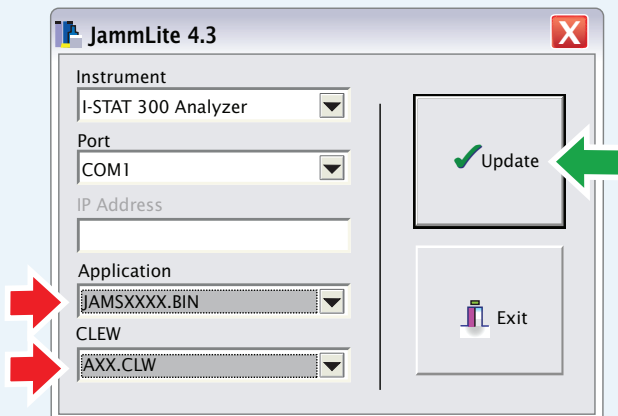 JammLite 4.3
Instrument
I-STAT 300 Analyzer
Port
COM1
IP Address
Application
JAMSXXXX.BIN
CLEW
AXX.CLW
Update
Exit